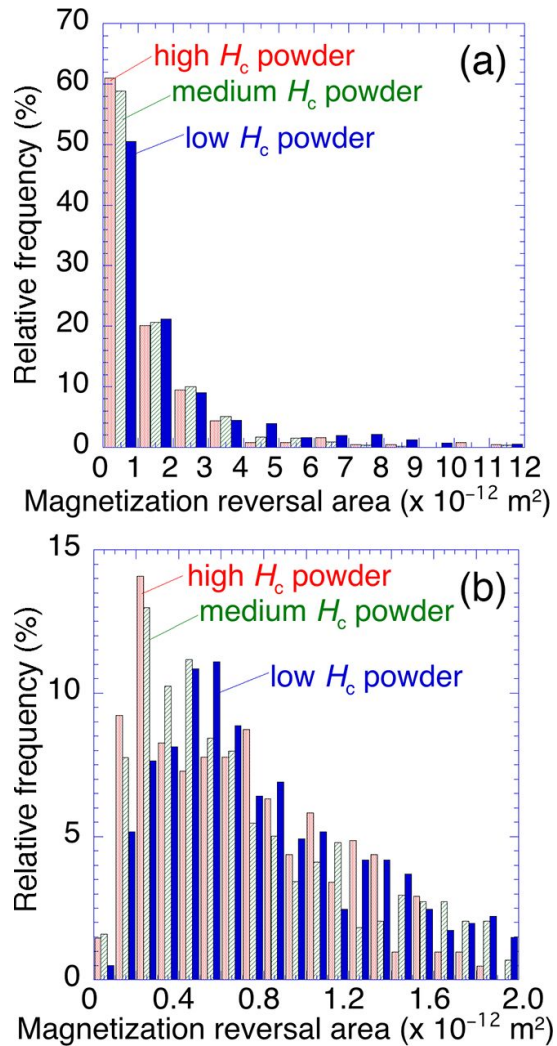 70
60
50
40
30
20
10
0
Relative frequency (%)
(a)
high Hc powder
medium Hc powder
low Hc powder
0 1 2 3 4 5 6 7 8 9 10 11 12
Magnetization reversal area (x 10⁻¹² m²)
15
10
5
0
Relative frequency (%)
(b)
high Hc powder
medium Hc powder
low Hc powder
0 0.4 0.8 1.2 1.6 2.0
Magnetization reversal area (x 10⁻¹² m²)